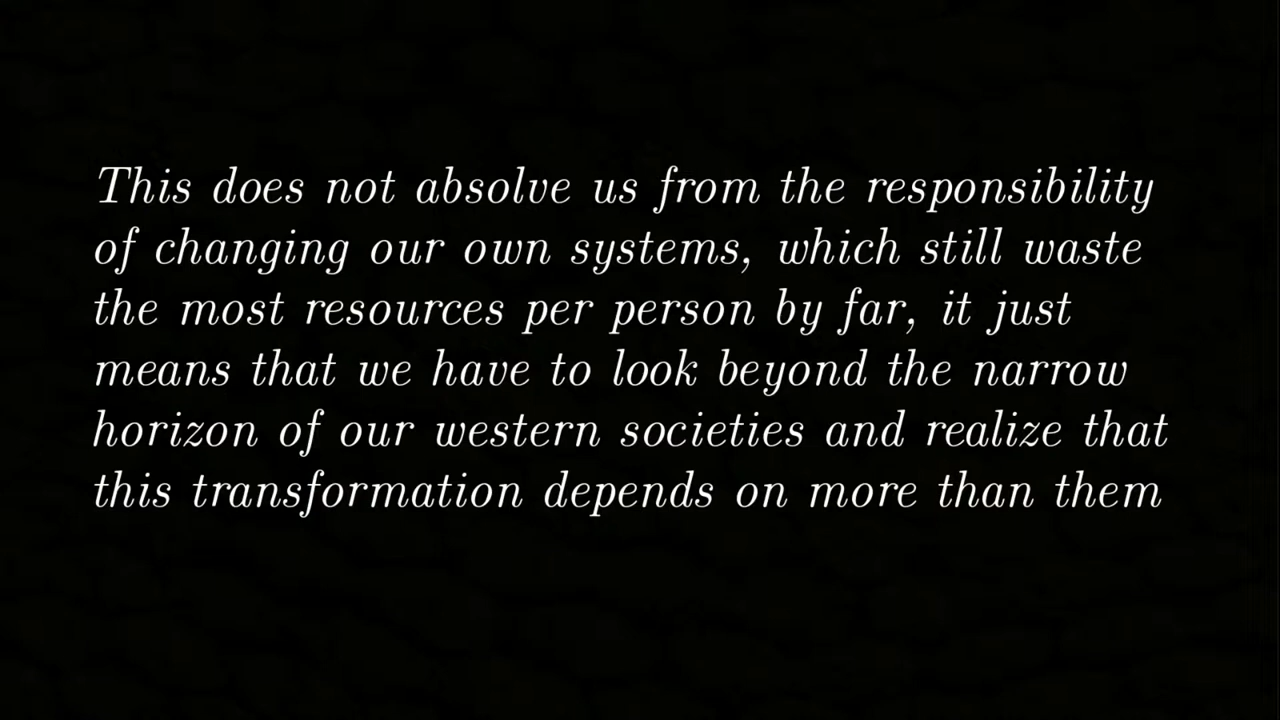 This does not absolve us from the responsibility
of changing our own systems, which still waste
the most resources per person by far, it just
means that we have to look beyond the narrow
horizon of our western societies and realize that
this transformation depends on more than them